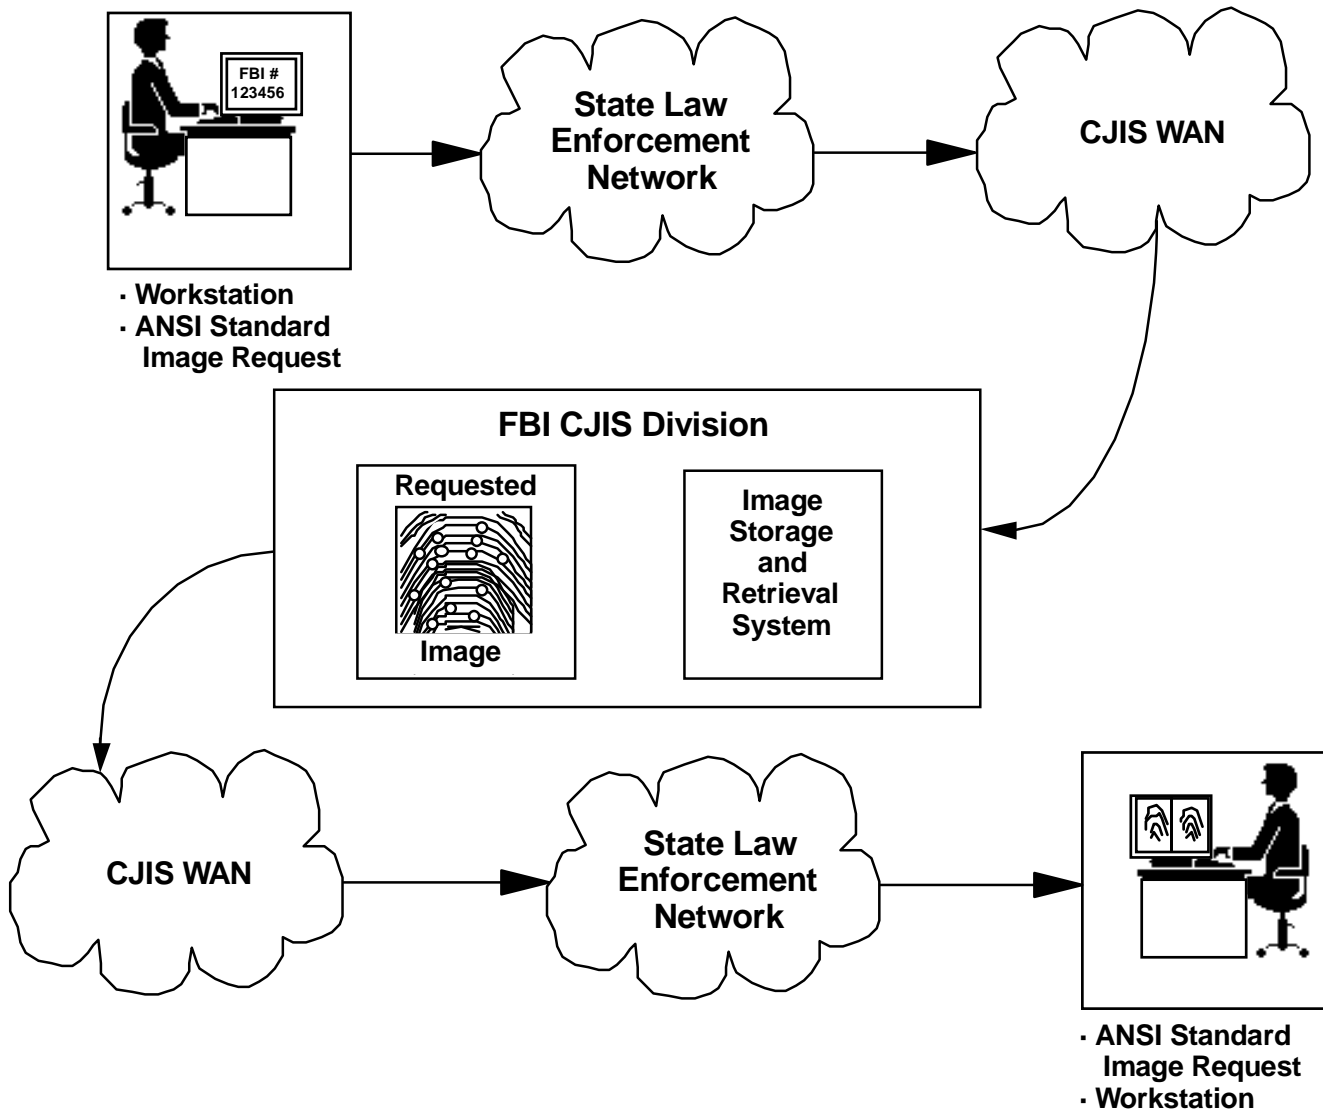 FBI #
123456
State Law
Enforcement
Network
CJIS WAN
· Workstation
· ANSI Standard
Image Request
FBI CJIS Division
Requested
Image
Image
Storage
and
Retrieval
System
CJIS WAN
State Law
Enforcement
Network
· ANSI Standard
Image Request
· Workstation